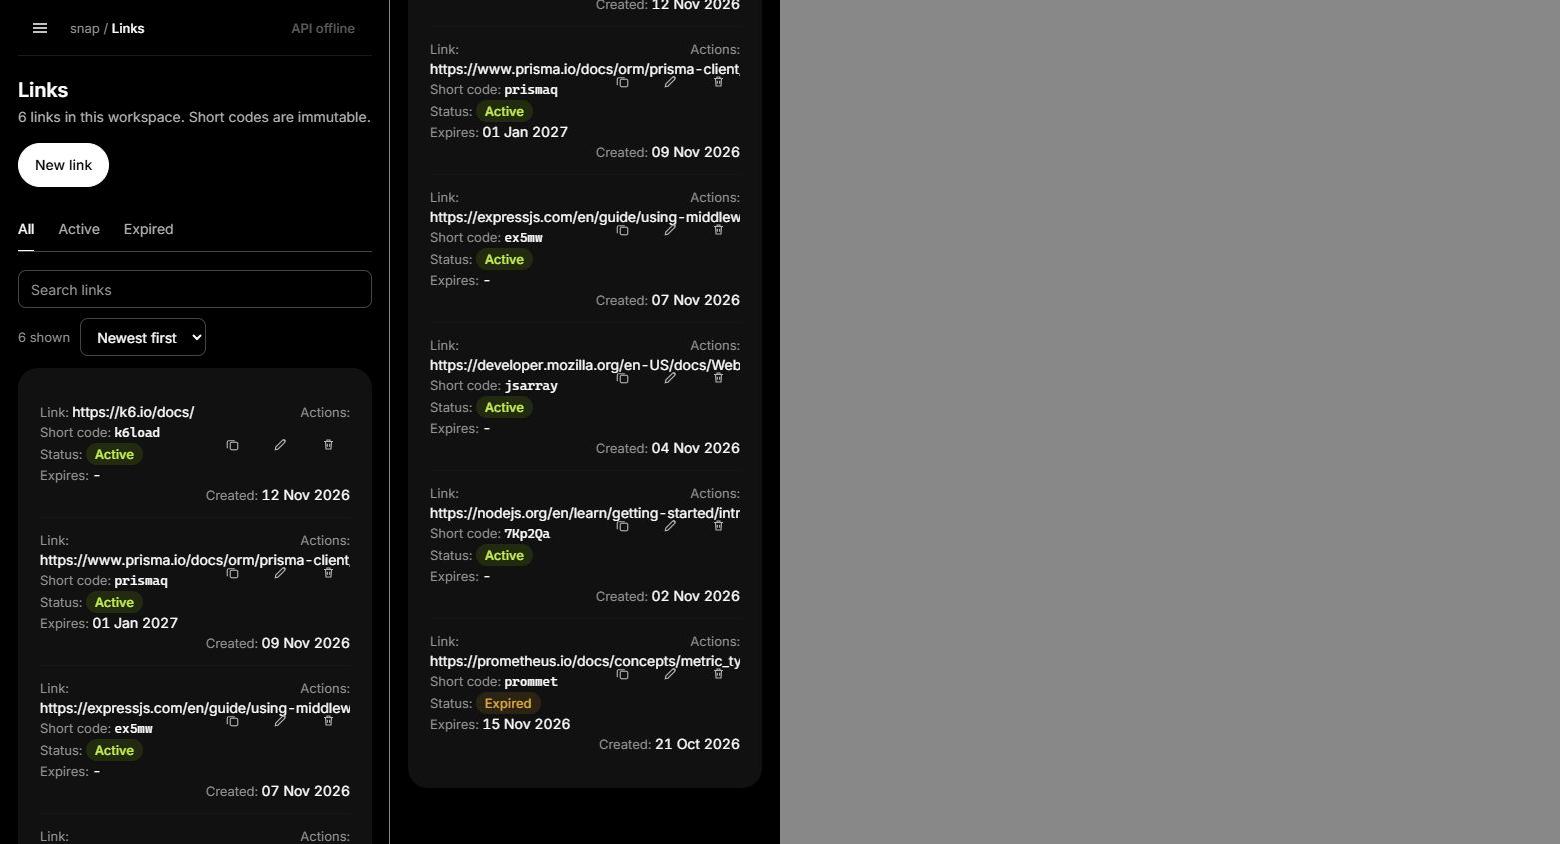 snap / Links API offline
Links
6 links in this workspace. Short codes are immutable.
New link
All Active Expired
Search links
6 shown Newest first
Link: https://k6.io/docs/ Actions:
Short code: k6load
Status: Active
Expires: -
Created: 12 Nov 2026
Link: Actions:
https://www.prisma.io/docs/orm/prisma-client,
Short code: prismaq
Status: Active
Expires: 01 Jan 2027
Created: 09 Nov 2026
Link: Actions:
https://expressjs.com/en/guide/using-middlew
Short code: ex5mw
Status: Active
Expires: -
Created: 07 Nov 2026
Link: Actions:
Created: 12 Nov 2026
Link: Actions:
https://www.prisma.io/docs/orm/prisma-client,
Short code: prismaq
Status: Active
Expires: 01 Jan 2027
Created: 09 Nov 2026
Link: Actions:
https://expressjs.com/en/guide/using-middlew
Short code: ex5mw
Status: Active
Expires: -
Created: 07 Nov 2026
Link: Actions:
https://developer.mozilla.org/en-US/docs/Web
Short code: jsarray
Status: Active
Expires: -
Created: 04 Nov 2026
Link: Actions:
https://nodejs.org/en/learn/getting-started/intr
Short code: 7Kp2Qa
Status: Active
Expires: -
Created: 02 Nov 2026
Link: Actions:
https://prometheus.io/docs/concepts/metric_ty
Short code: prommet
Status: Expired
Expires: 15 Nov 2026
Created: 21 Oct 2026